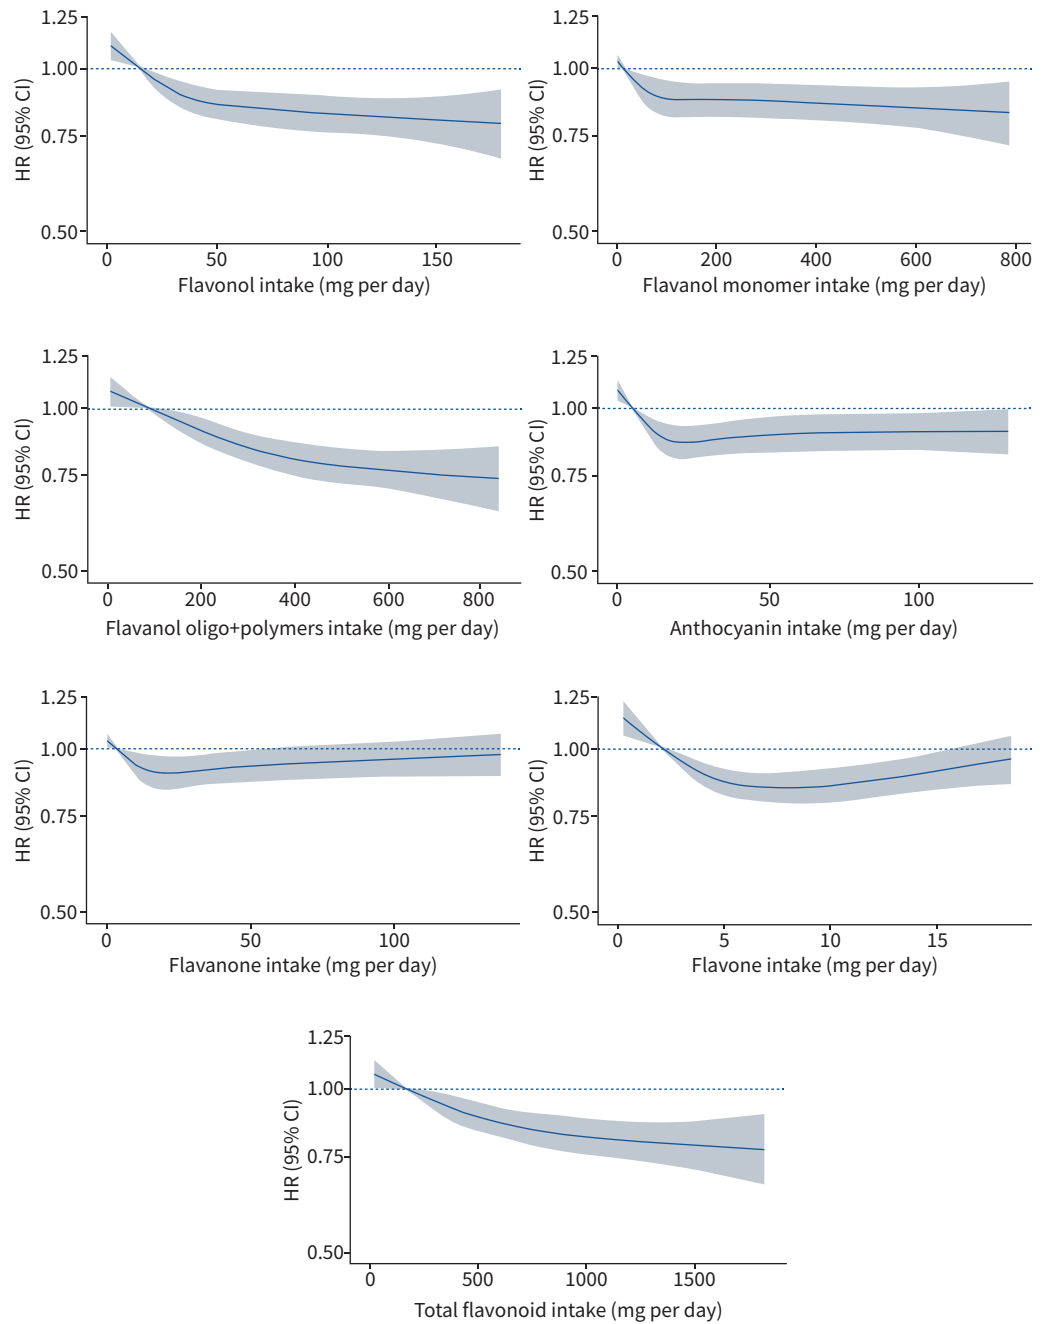 1.25
1.00
0.75
0.50
HR (95% CI)
0 50 100 150
Flavonol intake (mg per day)
1.25
1.00
0.75
0.50
HR (95% CI)
0 200 400 600 800
Flavanol monomer intake (mg per day)
1.25
1.00
0.75
0.50
HR (95% CI)
0 200 400 600 800
Flavanol oligo+polymers intake (mg per day)
1.25
1.00
0.75
0.50
HR (95% CI)
0 50 100
Anthocyanin intake (mg per day)
1.25
1.00
0.75
0.50
HR (95% CI)
0 50 100
Flavanone intake (mg per day)
1.25
1.00
0.75
0.50
HR (95% CI)
0 5 10 15
Flavone intake (mg per day)
1.25
1.00
0.75
0.50
HR (95% CI)
0 500 1000 1500
Total flavonoid intake (mg per day)